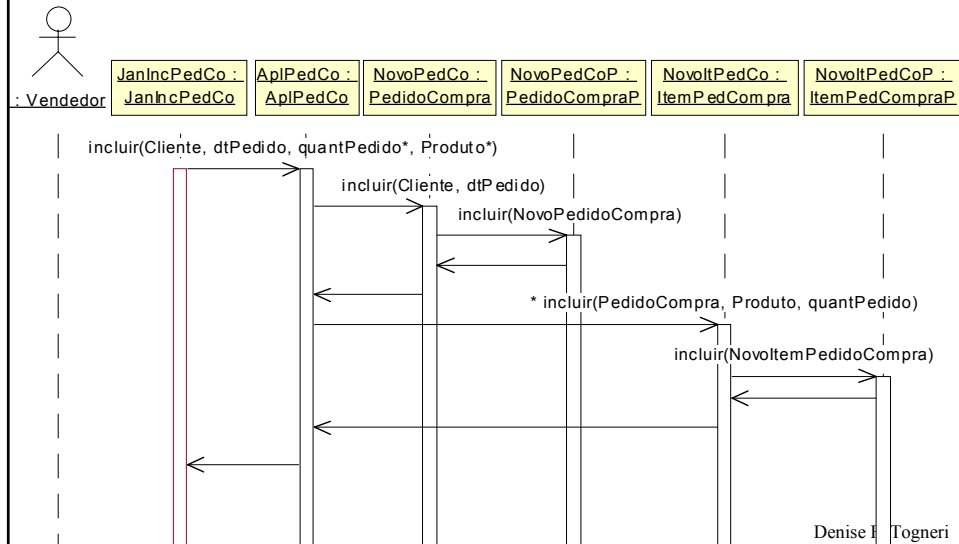 : Vendedor
JanIncPedCo :
JanIncPedCo
AplPedCo :
AplPedCo
NovoPedCo :
PedidoCompra
NovoPedCoP :
PedidoCompraP
NovoItPedCo :
ItemPedCompra
NovoItPedCoP :
ItemPedCompraP
incluir(Cliente, dtPedido, quantPedido*, Produto*)
incluir(Cliente, dtPedido)
incluir(NovoPedidoCompra)
* incluir(PedidoCompra, Produto, quantPedido)
incluir(NovoItemPedidoCompra)
Denise Togneri